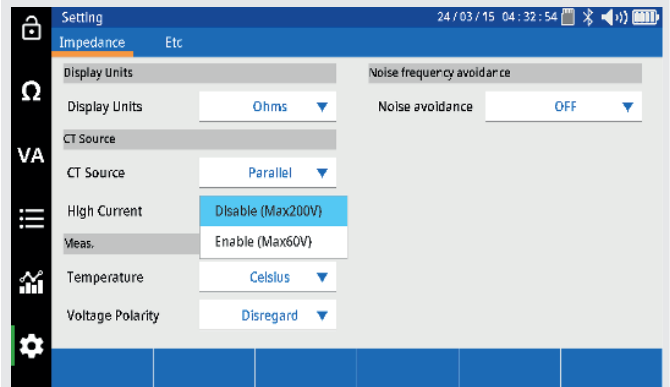 Setting 24/03/15 04:32:54
Impedance Etc
Display Units
Display Units Ohms
CT Source
CT Source Parallel
High Current
Disable (Max200V)
Enable (Max60V)
Meas.
Temperature Celsius
Voltage Polarity Disregard
Noise frequency avoidance
Noise avoidance OFF
Ω
VA